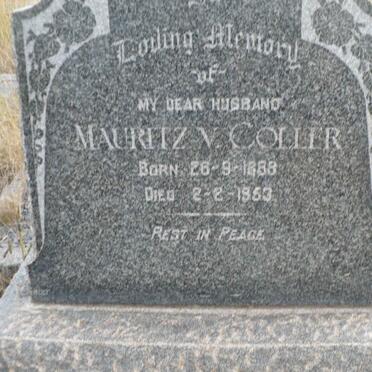 In
Loving Memory
-of-
MY DEAR HUSBAND
MAURITZ V. COLLER
BORN 26-9-1888
DIED 2-2-1953
REST IN PEACE